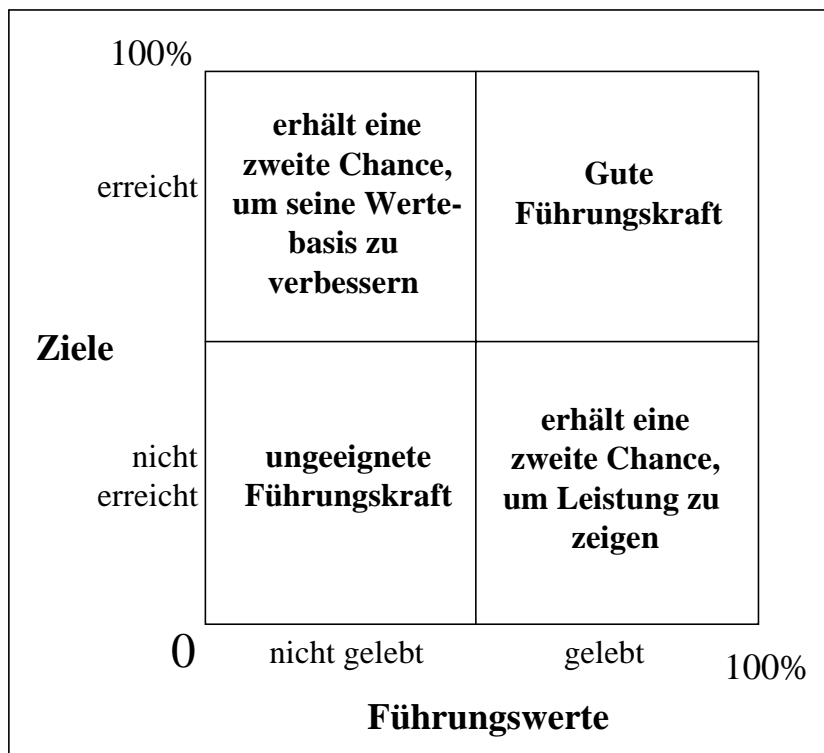 100%
erreicht
erhält eine
zweite Chance,
um seine Werte-
basis zu
verbessern
Gute
Führungskraft
Ziele
nicht
erreicht
ungeeignete
Führungskraft
erhält eine
zweite Chance,
um Leistung zu
zeigen
0
nicht gelebt
gelebt
100%
Führungswerte